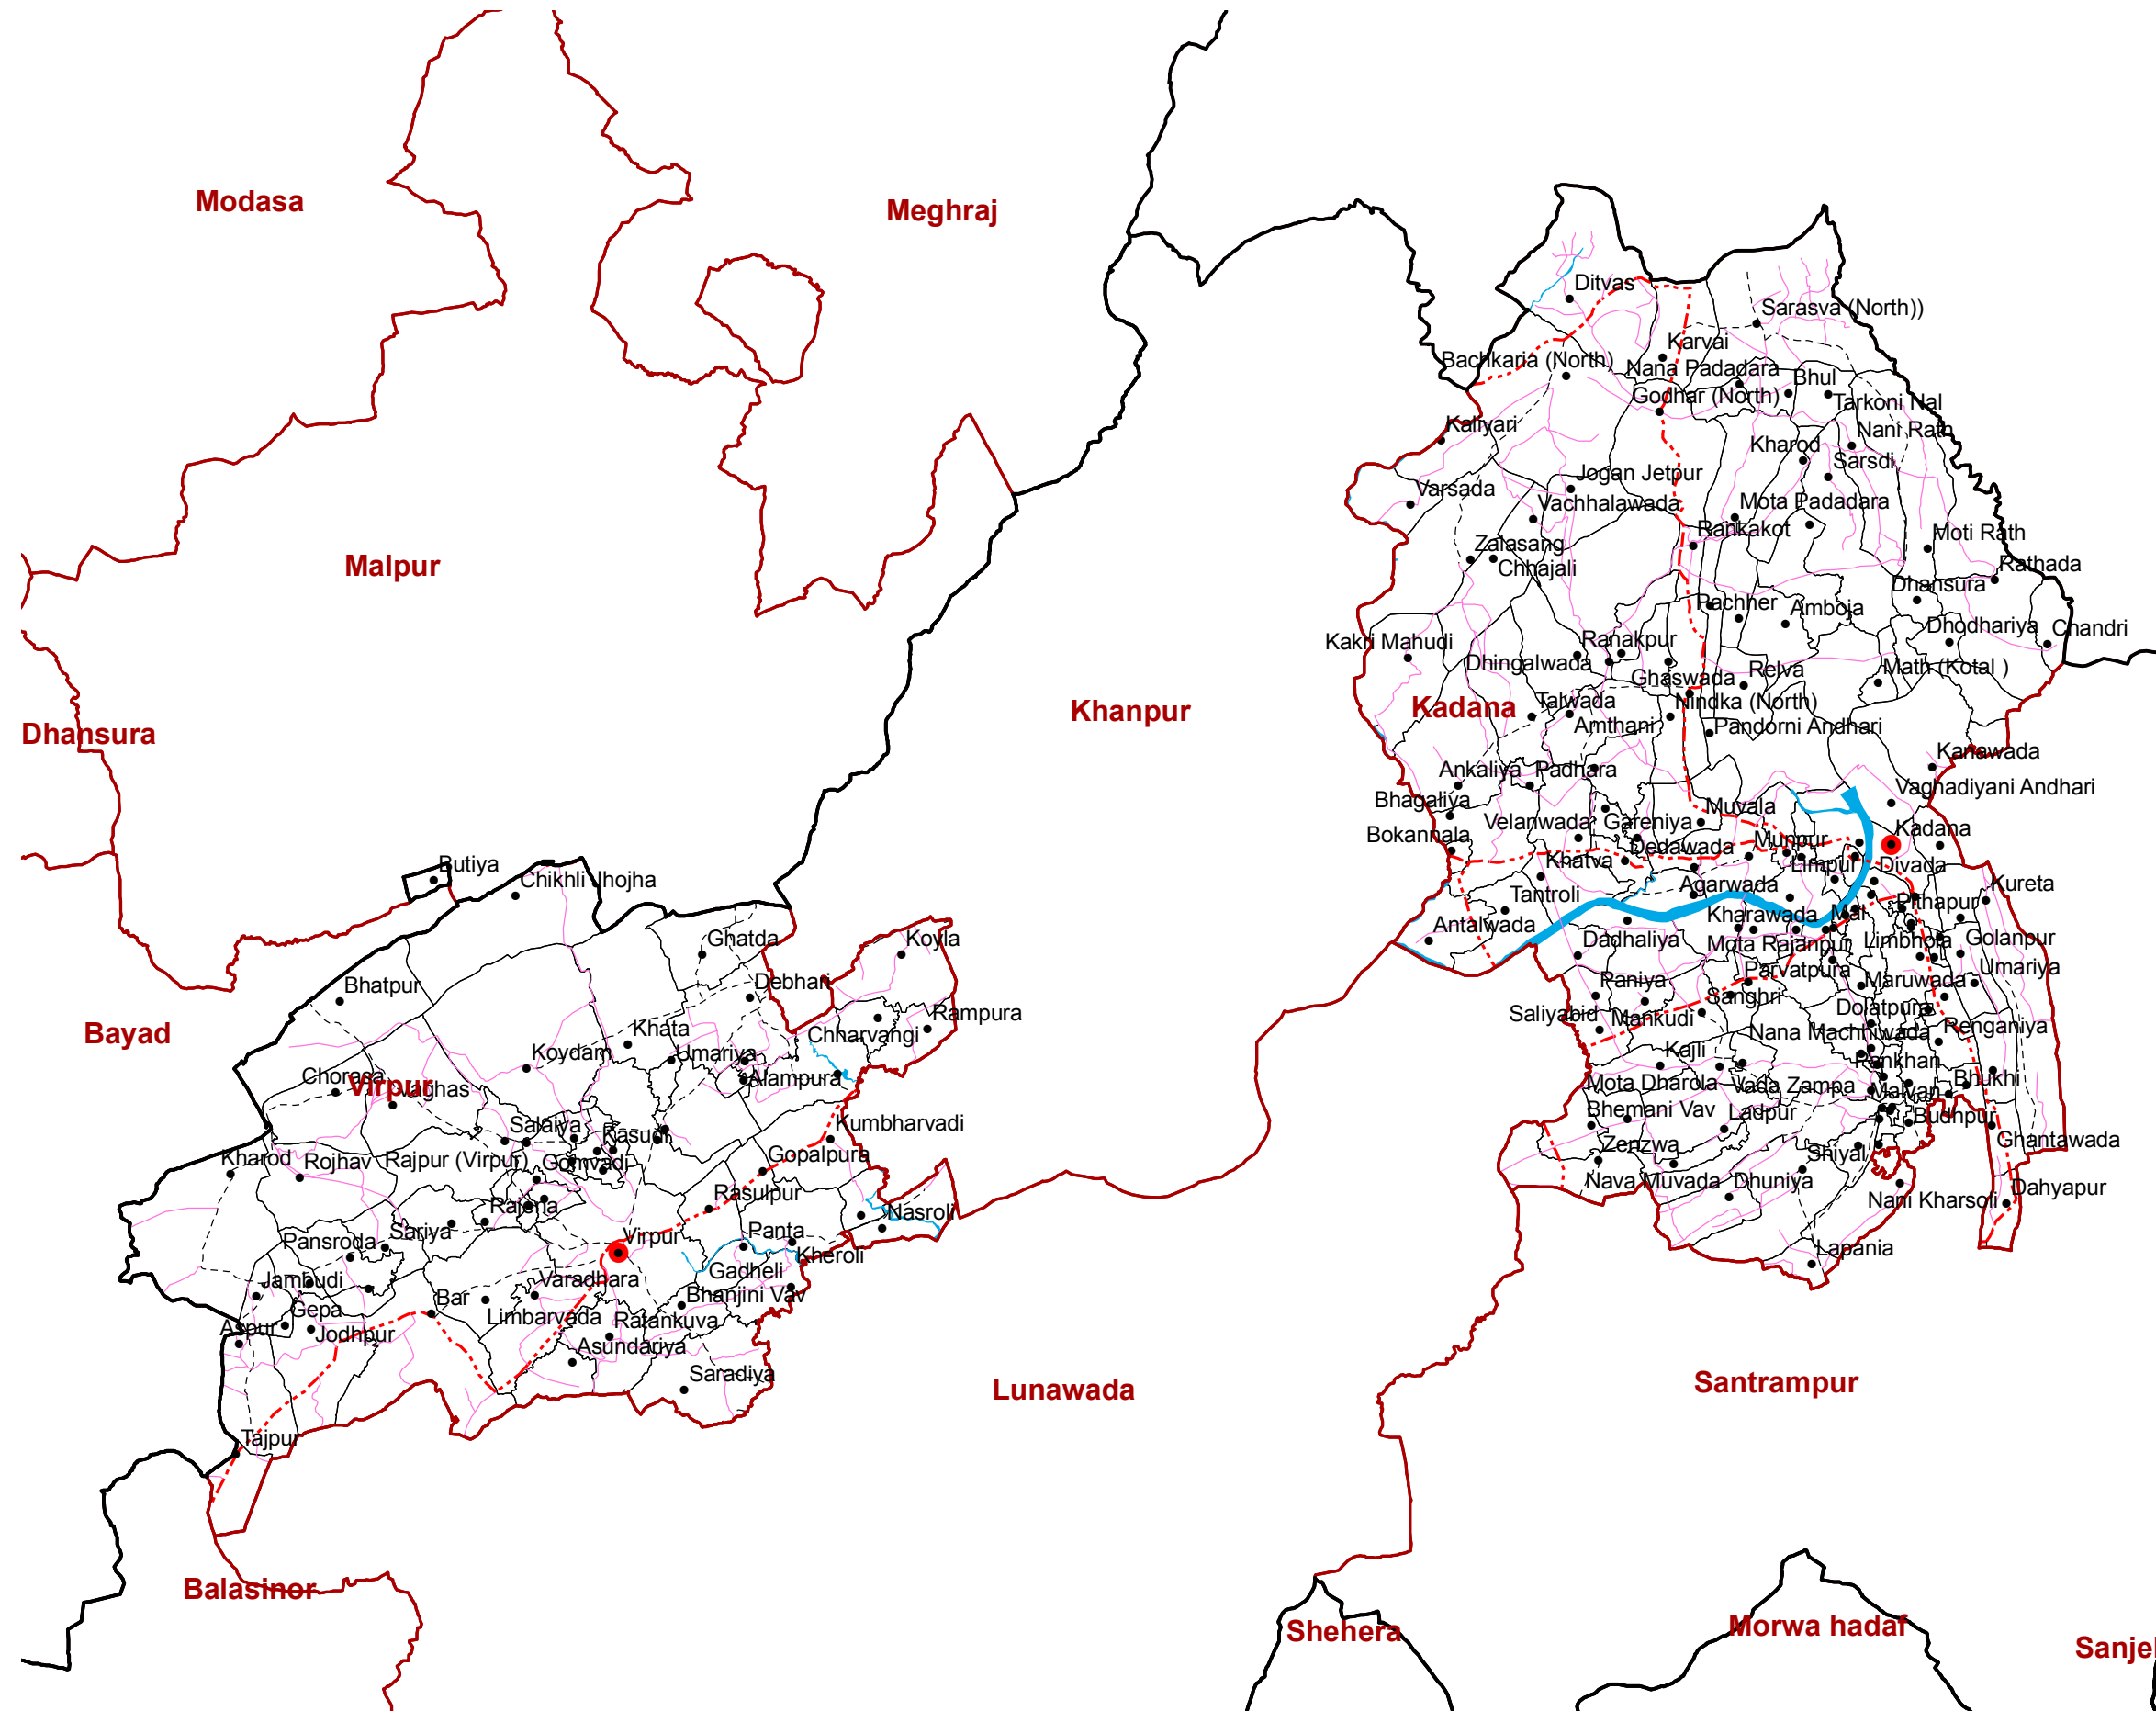 Modasa
Meghraj
Ditvas
Sarasva (North))
Karvai
Bachkaria (North)
Nana Padadara
Bhul
Godhar (North)
Tarkoni Nal
Kaliyari
Nani Rath
Kharod
Sarsdi
Jogan Jetpur
Varsada
Vachhalawada
Mota Padadara
Rankakot
Moti Rath
Zalasang
Malpur
Chhajali
Rathada
Dhansura
Pachher
Amboja
Kakri Mahudi
Ranakpur
Dhodhariya
Chandri
Dhingalwada
Ghaswada
Relva
Math (Kotal )
Khanpur
Kadana
Talwada
Nindka (North)
Dhansura
Amthani
Pandorni Andhari
Kanawada
Ankaliya
Padhara
Vaghadiyani Andhari
Bhagaliya
Muvala
Bokannala
Velanwada
Gareniya
Kadana
Munpur
Dedawada
Khatva
Limpur
Divada
Butiya
Chikhli Jhojha
Tantroli
Agarwada
Kureta
Antalwada
Kharawada
Mal
Pithapur
Ghatda
Koyla
Dadhaliya
Mota Rajanpur
Limbhola
Golanpur
Umariya
Bhatpur
Debhari
Paniya
Parvatpura
Maruwada
Sanghri
Dolatpura
Saliyabid
Mankudi
Bayad
Rampura
Chharvangi
Khata
Nana Machhiwada
Renganiya
Koydam
Umariya
Kajli
Pankhan
Chorasa
Virpur
Vaghas
Alampura
Mota Dharola
Vada Zampa
Malvan
Bhukhi
Bhemani Vav
Ladpur
Budhpur
Salaiya
Kasudi
Kumbharvadi
Ghantawada
Kharod
Rojhav
Rajpur (Virpur)
Gomvadi
Gopalpura
Zenzwa
Shiyal
Nava Muvada
Dhuniya
Nani Kharsoli
Dahyapur
Rajena
Rasulpur
Nasroli
Sariya
Pansroda
Virpur
Panta
Kheroli
Lapania
Jambudi
Varadhara
Gadheli
Gepa
Bar
Limbarvada
Bhanjini Vav
Aspur
Jodhpur
Ratankuva
Asundariya
Saradiya
Lunawada
Santrampur
Tajpur
Balasinor
Shehera
Morwa hadaf